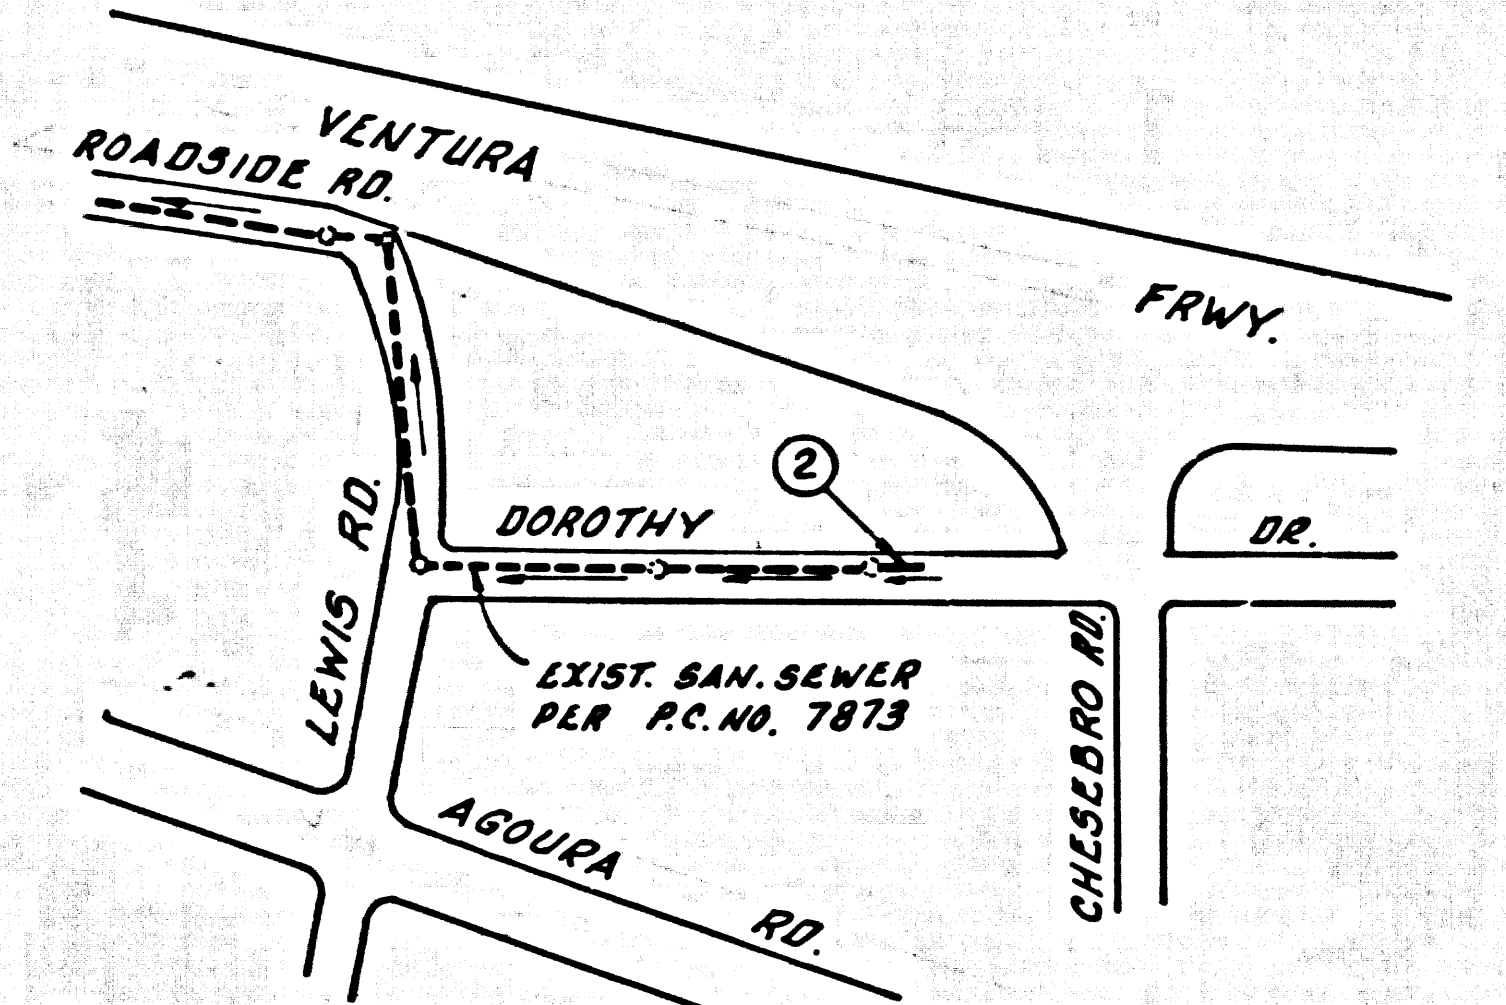 VENTURA
ROADSIDE RD.
FRWY.
2
DOROTHY
DR.
LEWIS RD.
EXIST. SAN. SEWER
PER P.C. NO. 7873
CHESEBRO RD.
AGOURA
RD.